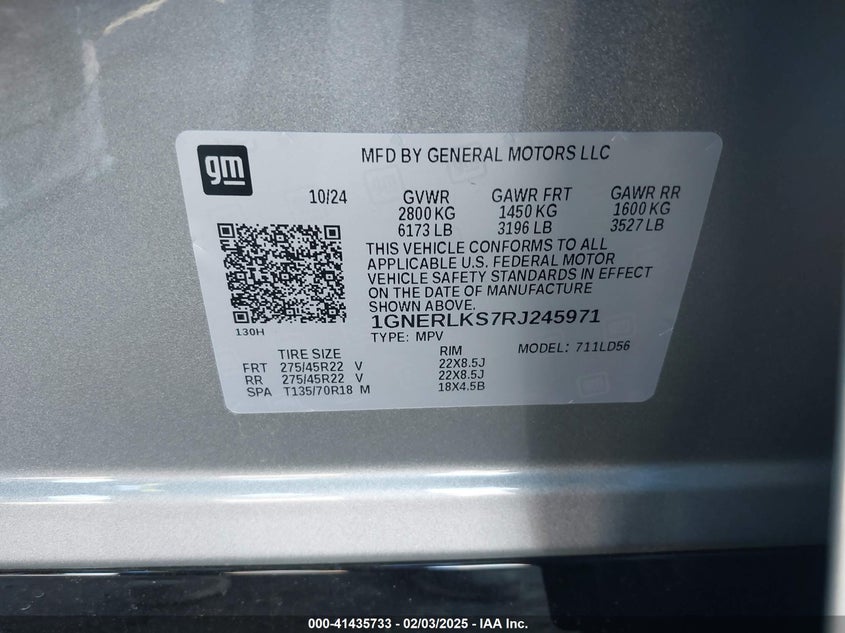 gm
MFD BY GENERAL MOTORS LLC
10/24 GVWR GAWR FRT GAWR RR
2800 KG 1450 KG 1600 KG
6173 LB 3196 LB 3527 LB
THIS VEHICLE CONFORMS TO ALL
APPLICABLE U.S. FEDERAL MOTOR
VEHICLE SAFETY STANDARDS IN EFFECT
ON THE DATE OF MANUFACTURE
SHOWN ABOVE.
130H
1GNERLKS7RJ245971
TYPE: MPV MODEL: 711LD56
TIRE SIZE RIM
FRT 275/45R22 V 22X8.5J
RR 275/45R22 V 22X8.5J
SPA T135/70R18 M 18X4.5B
000-41435733 - 02/03/2025 - IAA Inc.